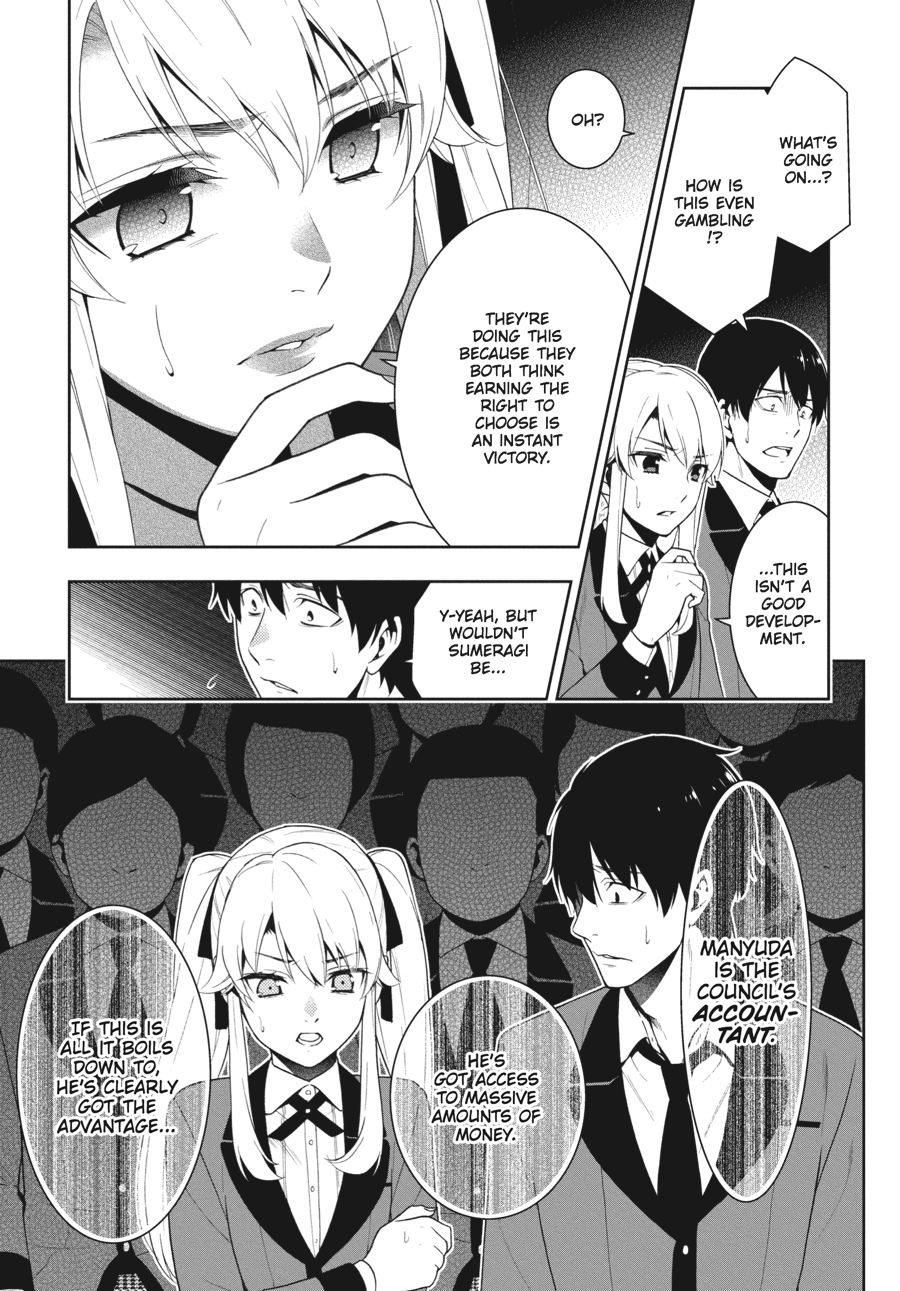 WHAT'S
GOING
ON...?
HOW IS
THIS EVEN
GAMBLING
!?
...THIS
ISN'T
A GOOD
DEVELOP-
MENT.
OH?
THEY'RE
DOING THIS
BECAUSE THEY
BOTH THINK
EARNING THE
RIGHT TO
CHOOSE IS
AN INSTANT
VICTORY.
Y-YEAH, BUT
WOULDN'T
SUMERAGI
BE...
MANYUDA
IS THE
COUNCIL'S
ACCOUN-
TANT.
HE'S
GOT ACCESS
TO MASSIVE
AMOUNTS OF
MONEY.
IF THIS IS
ALL IT BOILS
DOWN TO,
HE'S CLEARLY
GOT THE
ADVANTAGE...